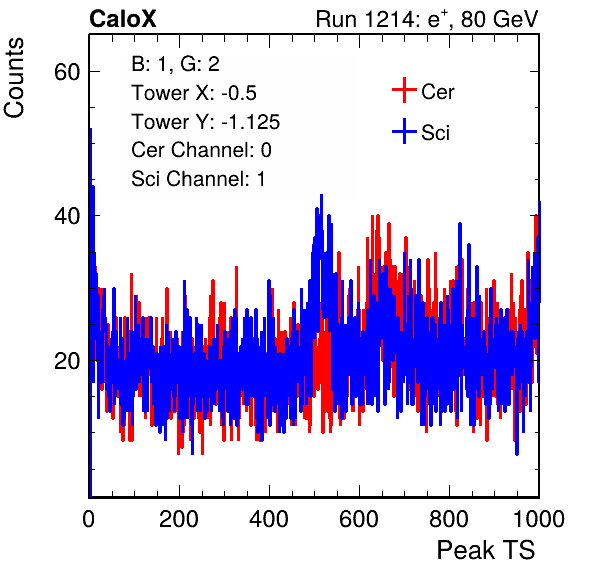 CaloX Run 1214: e⁺, 80 GeV
Counts
60
40
20
B: 1, G: 2
Tower X: -0.5
Tower Y: -1.125
Cer Channel: 0
Sci Channel: 1
Cer
Sci
0 200 400 600 800 1000
Peak TS